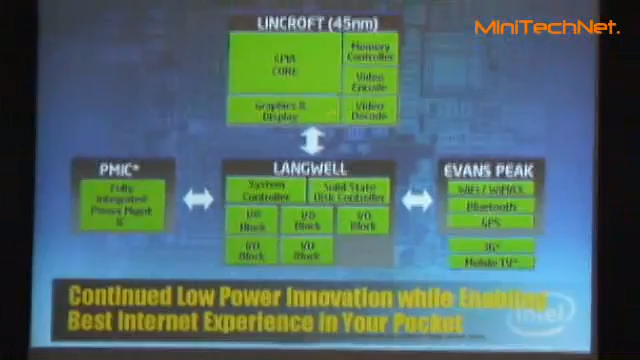 MiniTechNet.
LINCROFT (45nm)
CPU
CORE
Memory
Controller
Video
Encode
Graphics &
Display
Video
Decode
PMIC*
Fully
Integrated
Power Mgmt
LANGWELL
System
Controller
Solid State
Disk Controller
I/O
Block
I/O
Block
I/O
Block
I/O
Block
I/O
Block
EVANS PEAK
WiFi / WiMAX
Bluetooth
GPS
3G*
Mobile TV*
Continued Low Power Innovation while Enabling
Best Internet Experience in Your Pocket
intel